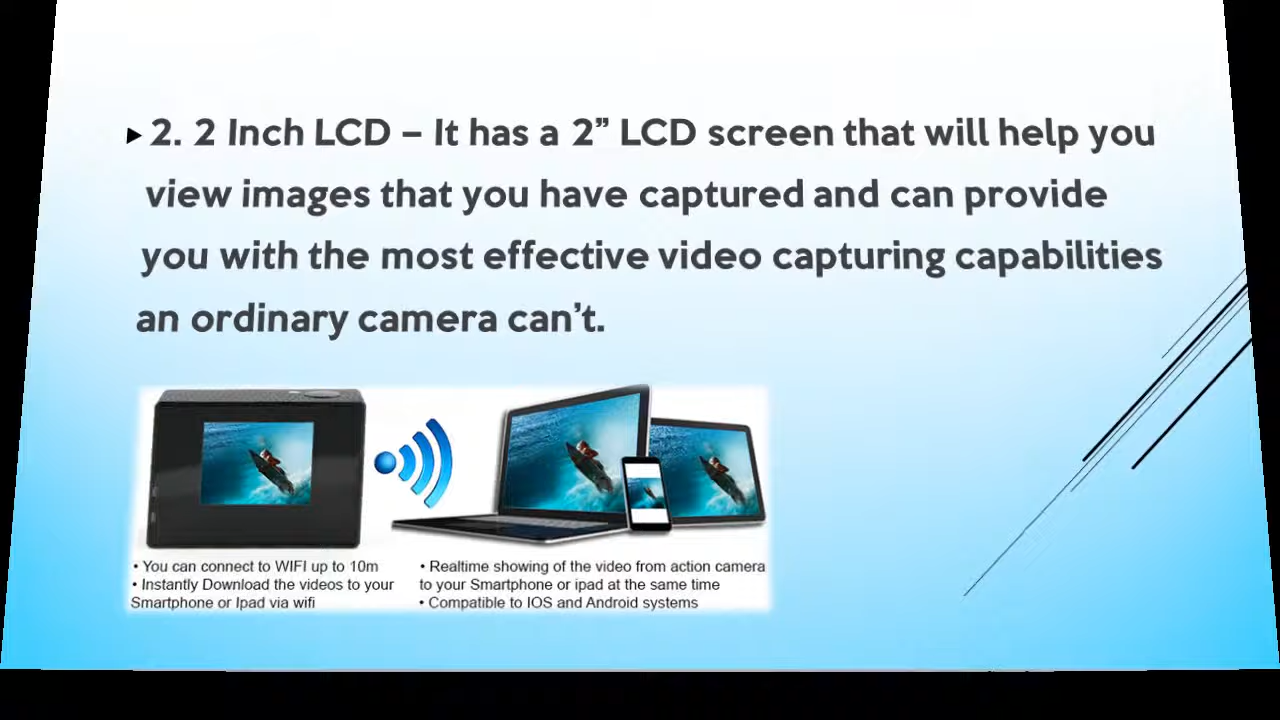 2. 2 Inch LCD – It has a 2” LCD screen that will help you
view images that you have captured and can provide
you with the most effective video capturing capabilities
an ordinary camera can’t.
• You can connect to WIFI up to 10m
• Instantly Download the videos to your
Smartphone or Ipad via wifi
• Realtime showing of the video from action camera
to your Smartphone or ipad at the same time
• Compatible to IOS and Android systems